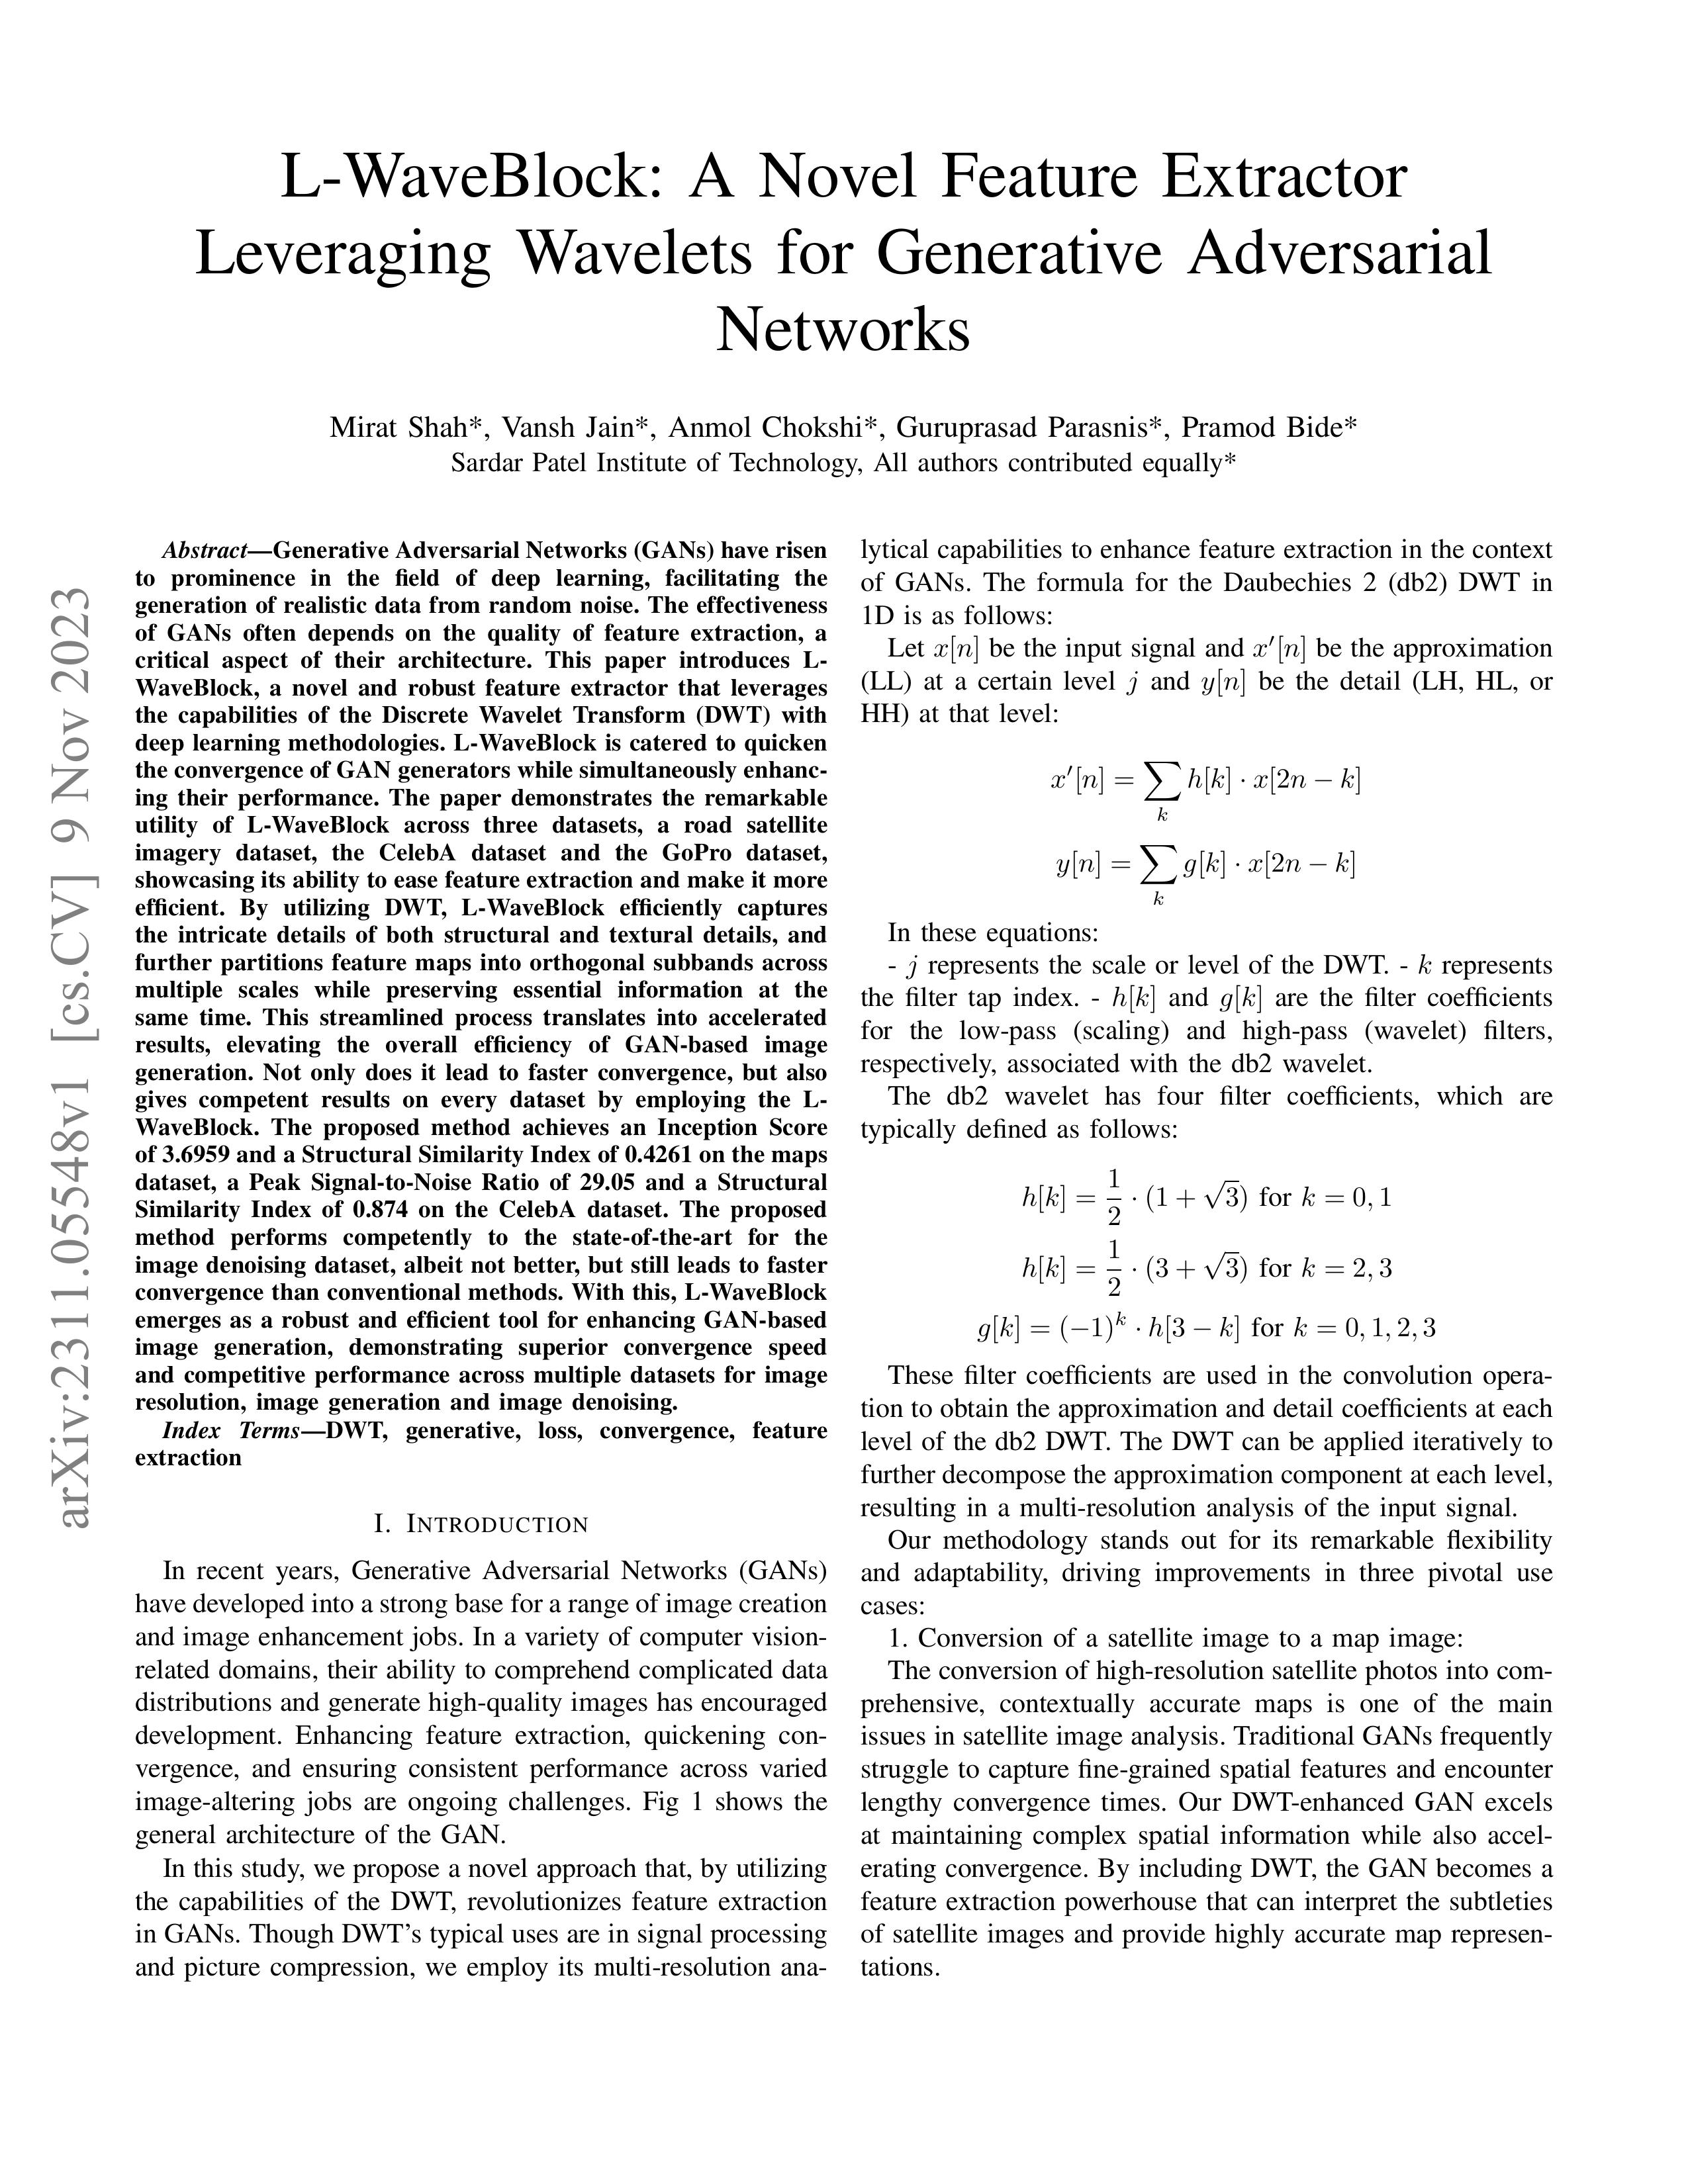 L-WaveBlock: A Novel Feature Extractor
Leveraging Wavelets for Generative Adversarial
Networks
Mirat Shah*, Vansh Jain*, Anmol Chokshi*, Guruprasad Parasnis*, Pramod Bide*
Sardar Patel Institute of Technology, All authors contributed equally*
arXiv:2311.05548v1 [cs.CV] 9 Nov 2023
Abstract—Generative Adversarial Networks (GANs) have risen
to prominence in the field of deep learning, facilitating the
generation of realistic data from random noise. The effectiveness
of GANs often depends on the quality of feature extraction, a
critical aspect of their architecture. This paper introduces L-
WaveBlock, a novel and robust feature extractor that leverages
the capabilities of the Discrete Wavelet Transform (DWT) with
deep learning methodologies. L-WaveBlock is catered to quicken
the convergence of GAN generators while simultaneously enhanc-
ing their performance. The paper demonstrates the remarkable
utility of L-WaveBlock across three datasets, a road satellite
imagery dataset, the CelebA dataset and the GoPro dataset,
showcasing its ability to ease feature extraction and make it more
efficient. By utilizing DWT, L-WaveBlock efficiently captures
the intricate details of both structural and textural details, and
further partitions feature maps into orthogonal subbands across
multiple scales while preserving essential information at the
same time. This streamlined process translates into accelerated
results, elevating the overall efficiency of GAN-based image
generation. Not only does it lead to faster convergence, but also
gives competent results on every dataset by employing the L-
WaveBlock. The proposed method achieves an Inception Score
of 3.6959 and a Structural Similarity Index of 0.4261 on the maps
dataset, a Peak Signal-to-Noise Ratio of 29.05 and a Structural
Similarity Index of 0.874 on the CelebA dataset. The proposed
method performs competently to the state-of-the-art for the
image denoising dataset, albeit not better, but still leads to faster
convergence than conventional methods. With this, L-WaveBlock
emerges as a robust and efficient tool for enhancing GAN-based
image generation, demonstrating superior convergence speed
and competitive performance across multiple datasets for image
resolution, image generation and image denoising.
Index Terms—DWT, generative, loss, convergence, feature
extraction
I. INTRODUCTION
In recent years, Generative Adversarial Networks (GANs)
have developed into a strong base for a range of image creation
and image enhancement jobs. In a variety of computer vision-
related domains, their ability to comprehend complicated data
distributions and generate high-quality images has encouraged
development. Enhancing feature extraction, quickening con-
vergence, and ensuring consistent performance across varied
image-altering jobs are ongoing challenges. Fig 1 shows the
general architecture of the GAN.
In this study, we propose a novel approach that, by utilizing
the capabilities of the DWT, revolutionizes feature extraction
in GANs. Though DWT's typical uses are in signal processing
and picture compression, we employ its multi-resolution ana-
lytical capabilities to enhance feature extraction in the context
of GANs. The formula for the Daubechies 2 (db2) DWT in
1D is as follows:
Let x[n] be the input signal and x′[n] be the approximation
(LL) at a certain level j and y[n] be the detail (LH, HL, or
HH) at that level:
x′[n] = ∑ₖ h[k] · x[2n − k]
y[n] = ∑ₖ g[k] · x[2n − k]
In these equations:
- j represents the scale or level of the DWT. - k represents
the filter tap index. - h[k] and g[k] are the filter coefficients
for the low-pass (scaling) and high-pass (wavelet) filters,
respectively, associated with the db2 wavelet.
The db2 wavelet has four filter coefficients, which are
typically defined as follows:
h[k] = 1/2 · (1 + √3) for k = 0, 1
h[k] = 1/2 · (3 + √3) for k = 2, 3
g[k] = (−1)ᵏ · h[3 − k] for k = 0, 1, 2, 3
These filter coefficients are used in the convolution opera-
tion to obtain the approximation and detail coefficients at each
level of the db2 DWT. The DWT can be applied iteratively to
further decompose the approximation component at each level,
resulting in a multi-resolution analysis of the input signal.
Our methodology stands out for its remarkable flexibility
and adaptability, driving improvements in three pivotal use
cases:
1. Conversion of a satellite image to a map image:
The conversion of high-resolution satellite photos into com-
prehensive, contextually accurate maps is one of the main
issues in satellite image analysis. Traditional GANs frequently
struggle to capture fine-grained spatial features and encounter
lengthy convergence times. Our DWT-enhanced GAN excels
at maintaining complex spatial information while also accel-
erating convergence. By including DWT, the GAN becomes a
feature extraction powerhouse that can interpret the subtleties
of satellite images and provide highly accurate map represen-
tations.